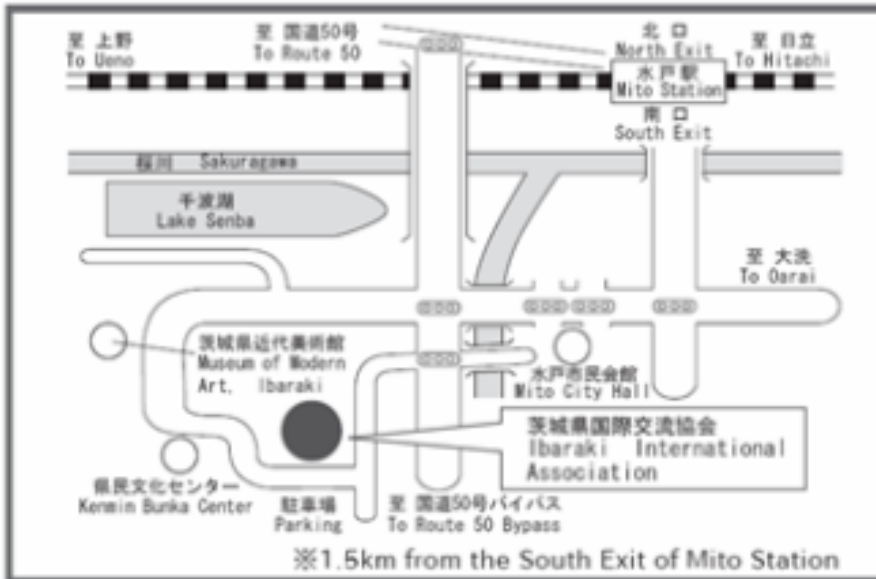 至 上野
To Ueno
至 国道50号
To Route 50
北口
North Exit
至 日立
To Hitachi
水戸駅
Mito Station
南口
South Exit
桜川 Sakuragawa
千波湖
Lake Senba
至 大洗
To Oarai
茨城県近代美術館
Museum of Modern
Art, Ibaraki
水戸市民会館
Mito City Hall
茨城県国際交流協会
Ibaraki International
Association
県民文化センター
Kenmin Bunka Center
駐車場
Parking
至 国道50号バイパス
To Route 50 Bypass
※1.5km from the South Exit of Mito Station